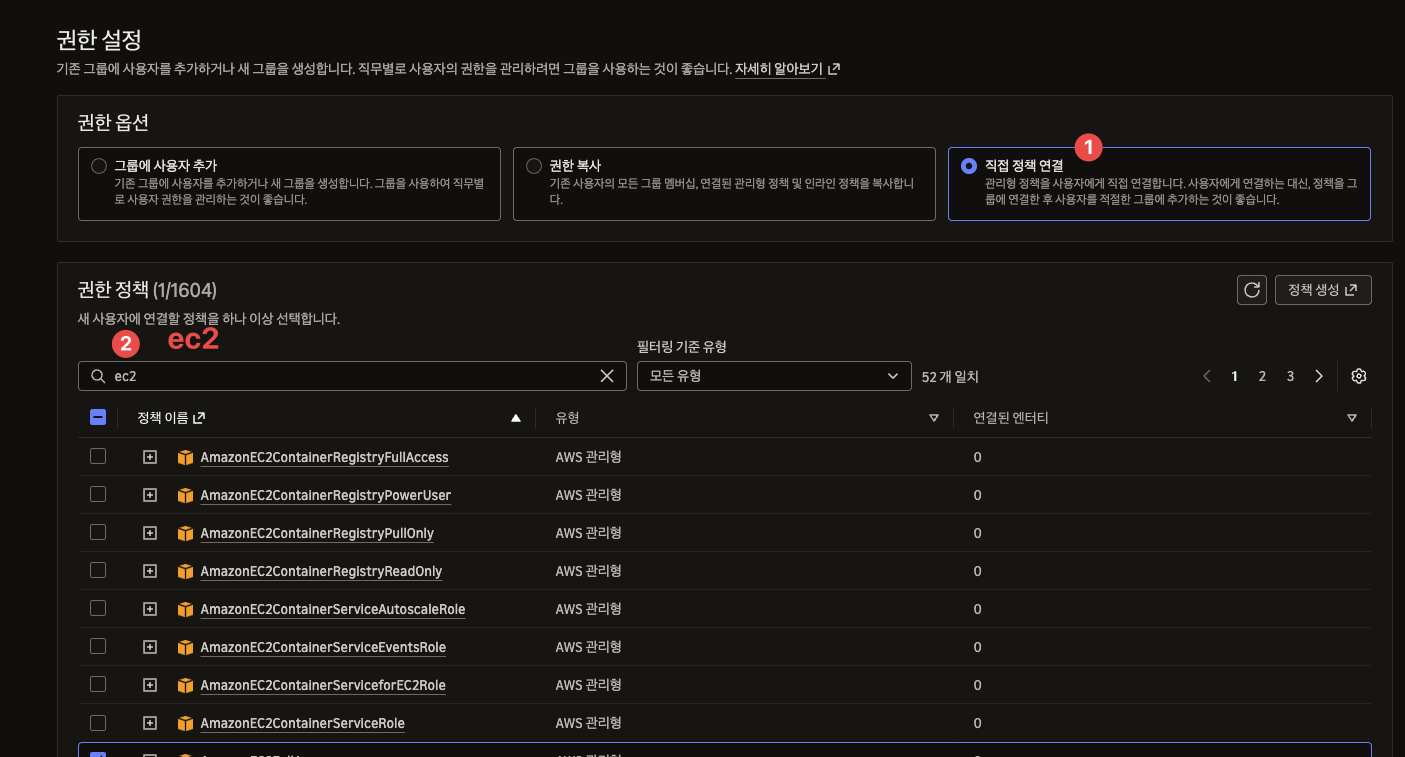 권한 설정
기존 그룹에 사용자를 추가하거나 새 그룹을 생성합니다. 직무별로 사용자의 권한을 관리하려면 그룹을 사용하는 것이 좋습니다. 자세히 알아보기
권한 옵션
1
그룹에 사용자 추가
기존 그룹에 사용자를 추가하거나 새 그룹을 생성합니다. 그룹을 사용하여 직무별
로 사용자 권한을 관리하는 것이 좋습니다.
권한 복사
기존 사용자의 모든 그룹 멤버십, 연결된 관리형 정책 및 인라인 정책을 복사합니
다.
직접 정책 연결
관리형 정책을 사용자에게 직접 연결합니다. 사용자에게 연결하는 대신, 정책을 그
룹에 연결한 후 사용자를 적절한 그룹에 추가하는 것이 좋습니다.
권한 정책 (1/1604)
정책 생성
새 사용자에 연결할 정책을 하나 이상 선택합니다.
2 ec2
필터링 기준 유형
ec2
모든 유형
52 개 일치
1 2 3
정책 이름 유형 연결된 엔터티
AmazonEC2ContainerRegistryFullAccess AWS 관리형 0
AmazonEC2ContainerRegistryPowerUser AWS 관리형 0
AmazonEC2ContainerRegistryPullOnly AWS 관리형 0
AmazonEC2ContainerRegistryReadOnly AWS 관리형 0
AmazonEC2ContainerServiceAutoscaleRole AWS 관리형 0
AmazonEC2ContainerServiceEventsRole AWS 관리형 0
AmazonEC2ContainerServiceforEC2Role AWS 관리형 0
AmazonEC2ContainerServiceRole AWS 관리형 0